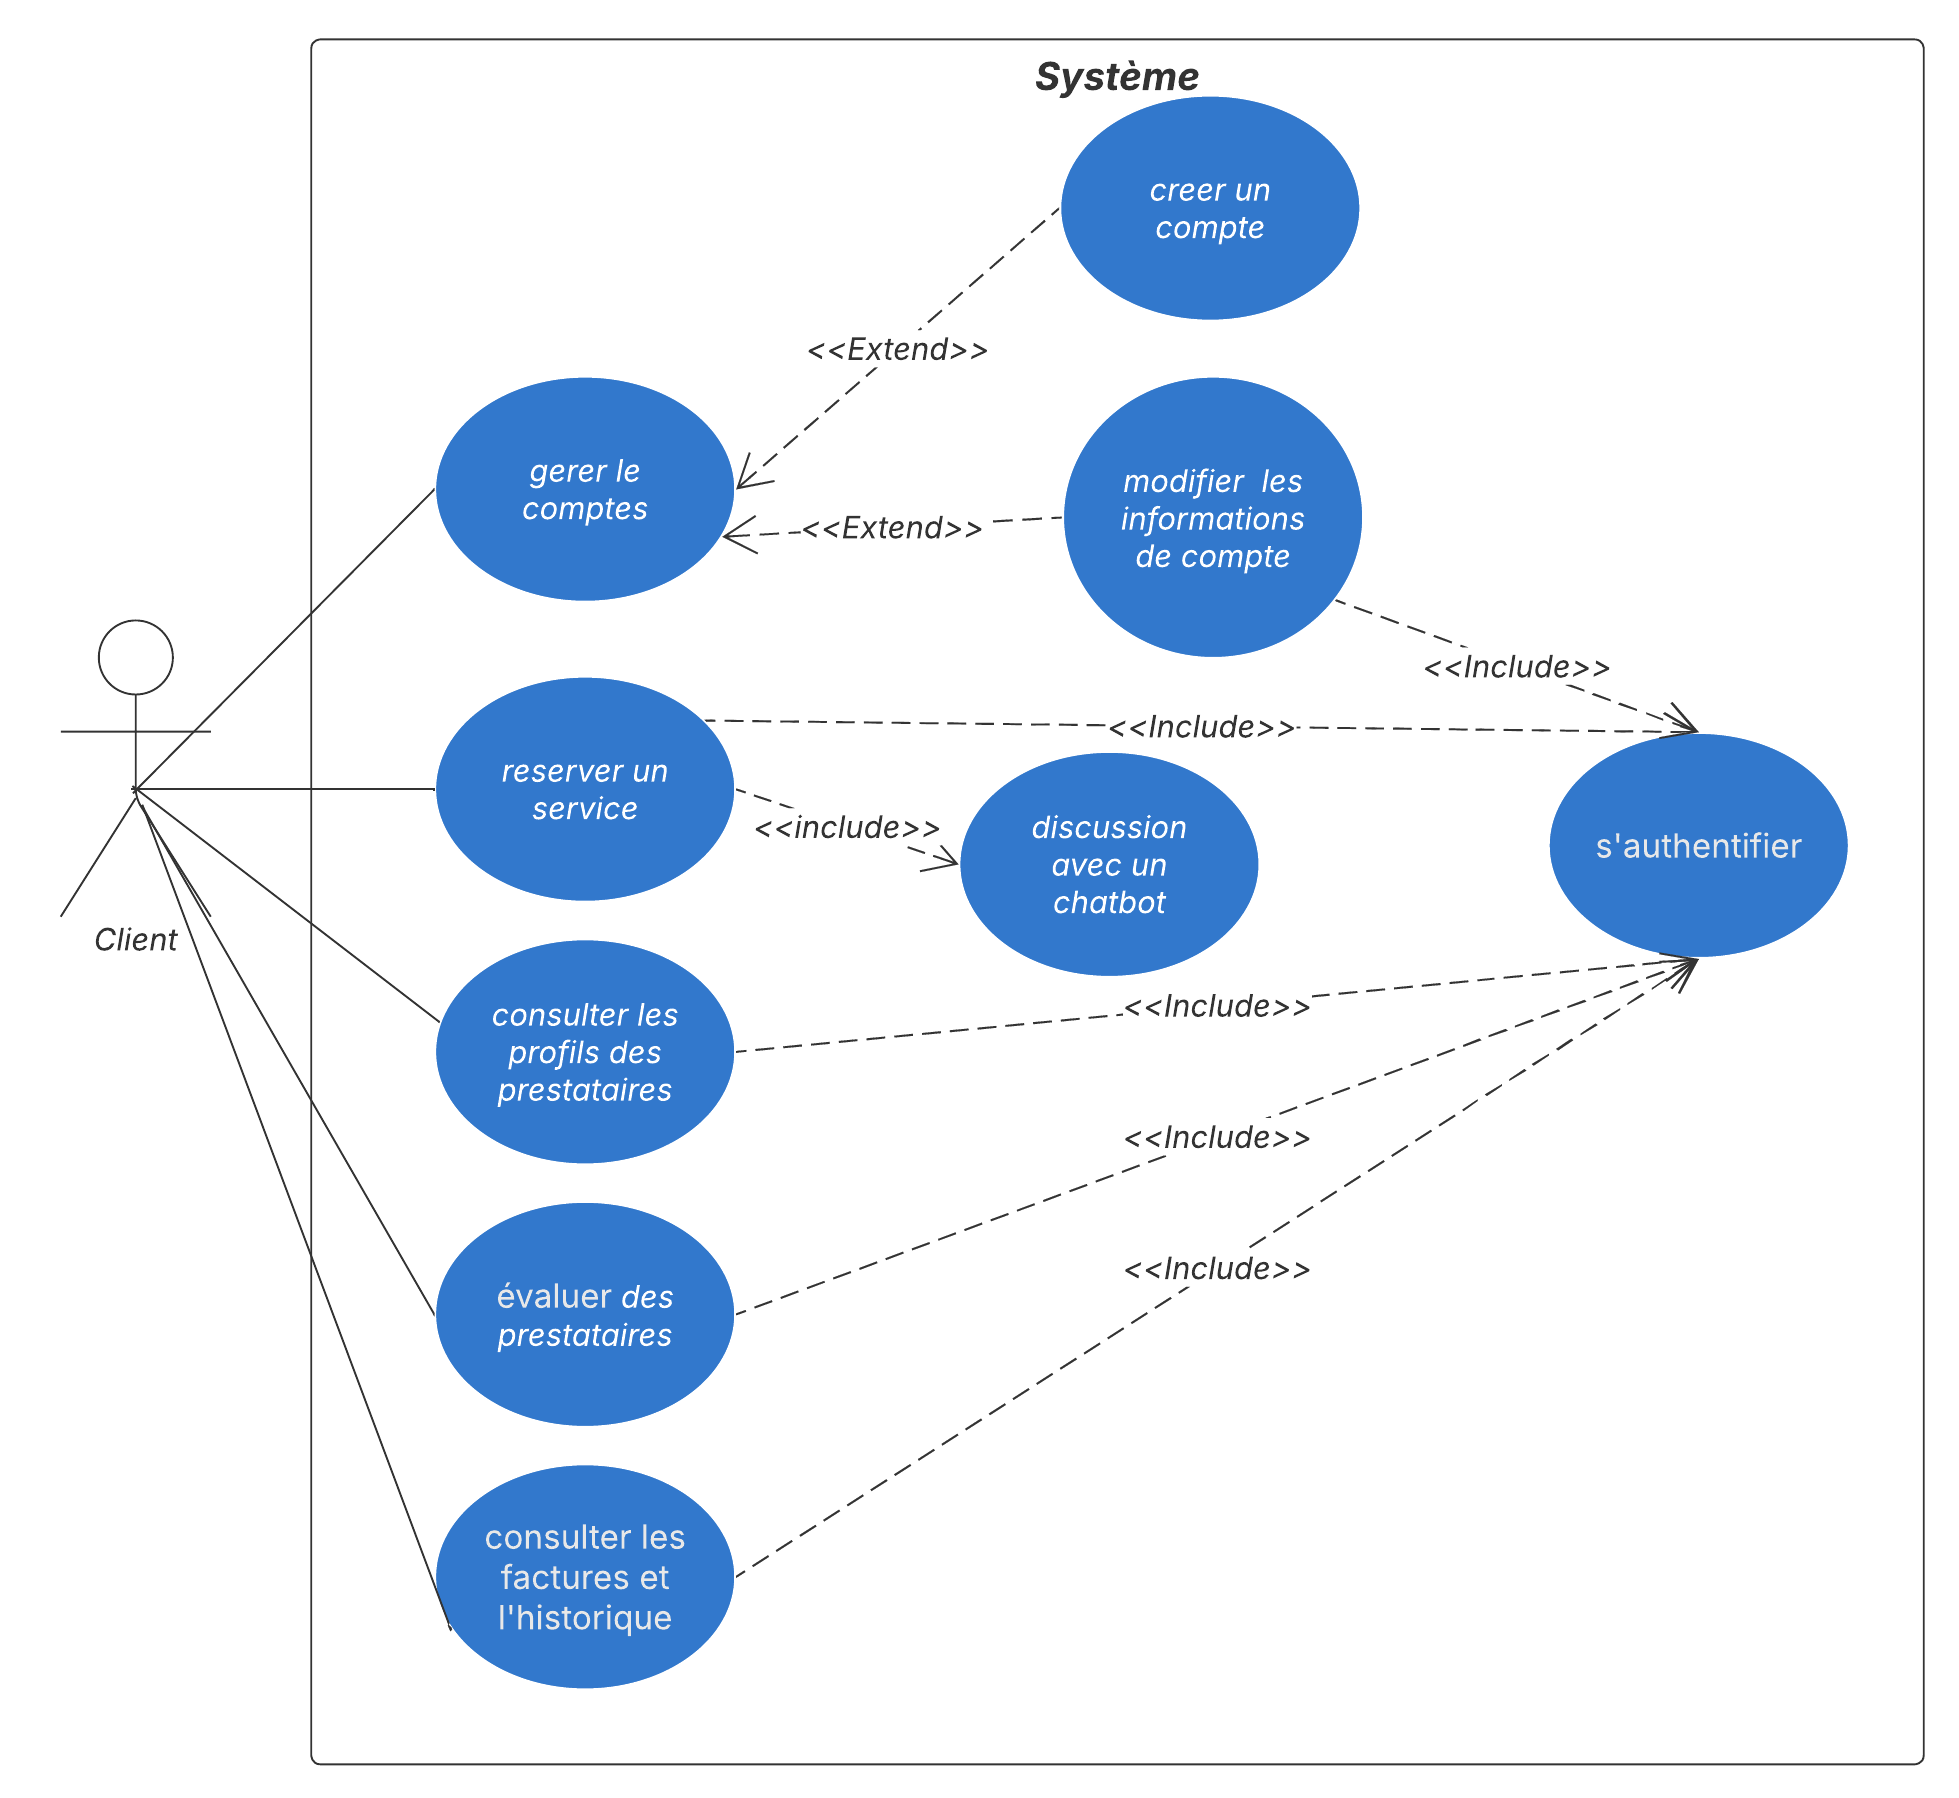 Système
creer un
compte
<<Extend>>
gerer le
comptes
<<Extend>>
modifier  les
informations
de compte
<<Include>>
<<Include>>
reserver un
service
<<include>>
discussion
avec un
chatbot
s'authentifier
Client
consulter les
profils des
prestataires
<<Include>>
<<Include>>
évaluer des
prestataires
<<Include>>
consulter les
factures et
l'historique